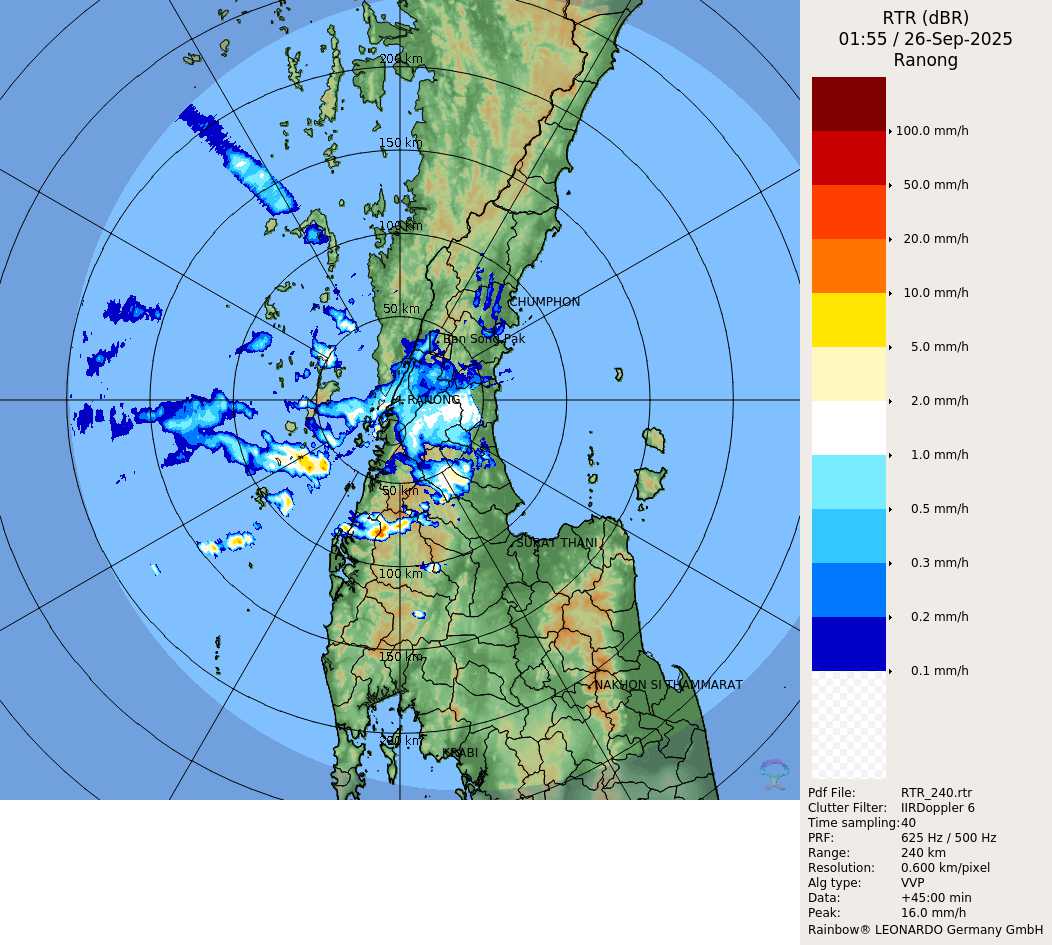 RTR (dBR)
01:55 / 26-Sep-2025
Ranong
100.0 mm/h
50.0 mm/h
20.0 mm/h
10.0 mm/h
5.0 mm/h
2.0 mm/h
1.0 mm/h
0.5 mm/h
0.3 mm/h
0.2 mm/h
0.1 mm/h
Pdf File: RTR_240.rtr
Clutter Filter: IIRDoppler 6
Time sampling: 40
PRF: 625 Hz / 500 Hz
Range: 240 km
Resolution: 0.600 km/pixel
Alg type: VVP
Data: +45:00 min
Peak: 16.0 mm/h
Rainbow® LEONARDO Germany GmbH
200 km
150 km
100 km
50 km
CHUMPHON
Ban Song Pak
RANONG
50 km
SURAT THANI
100 km
150 km
NAKHON SI THAMMARAT
200 km
KRABI